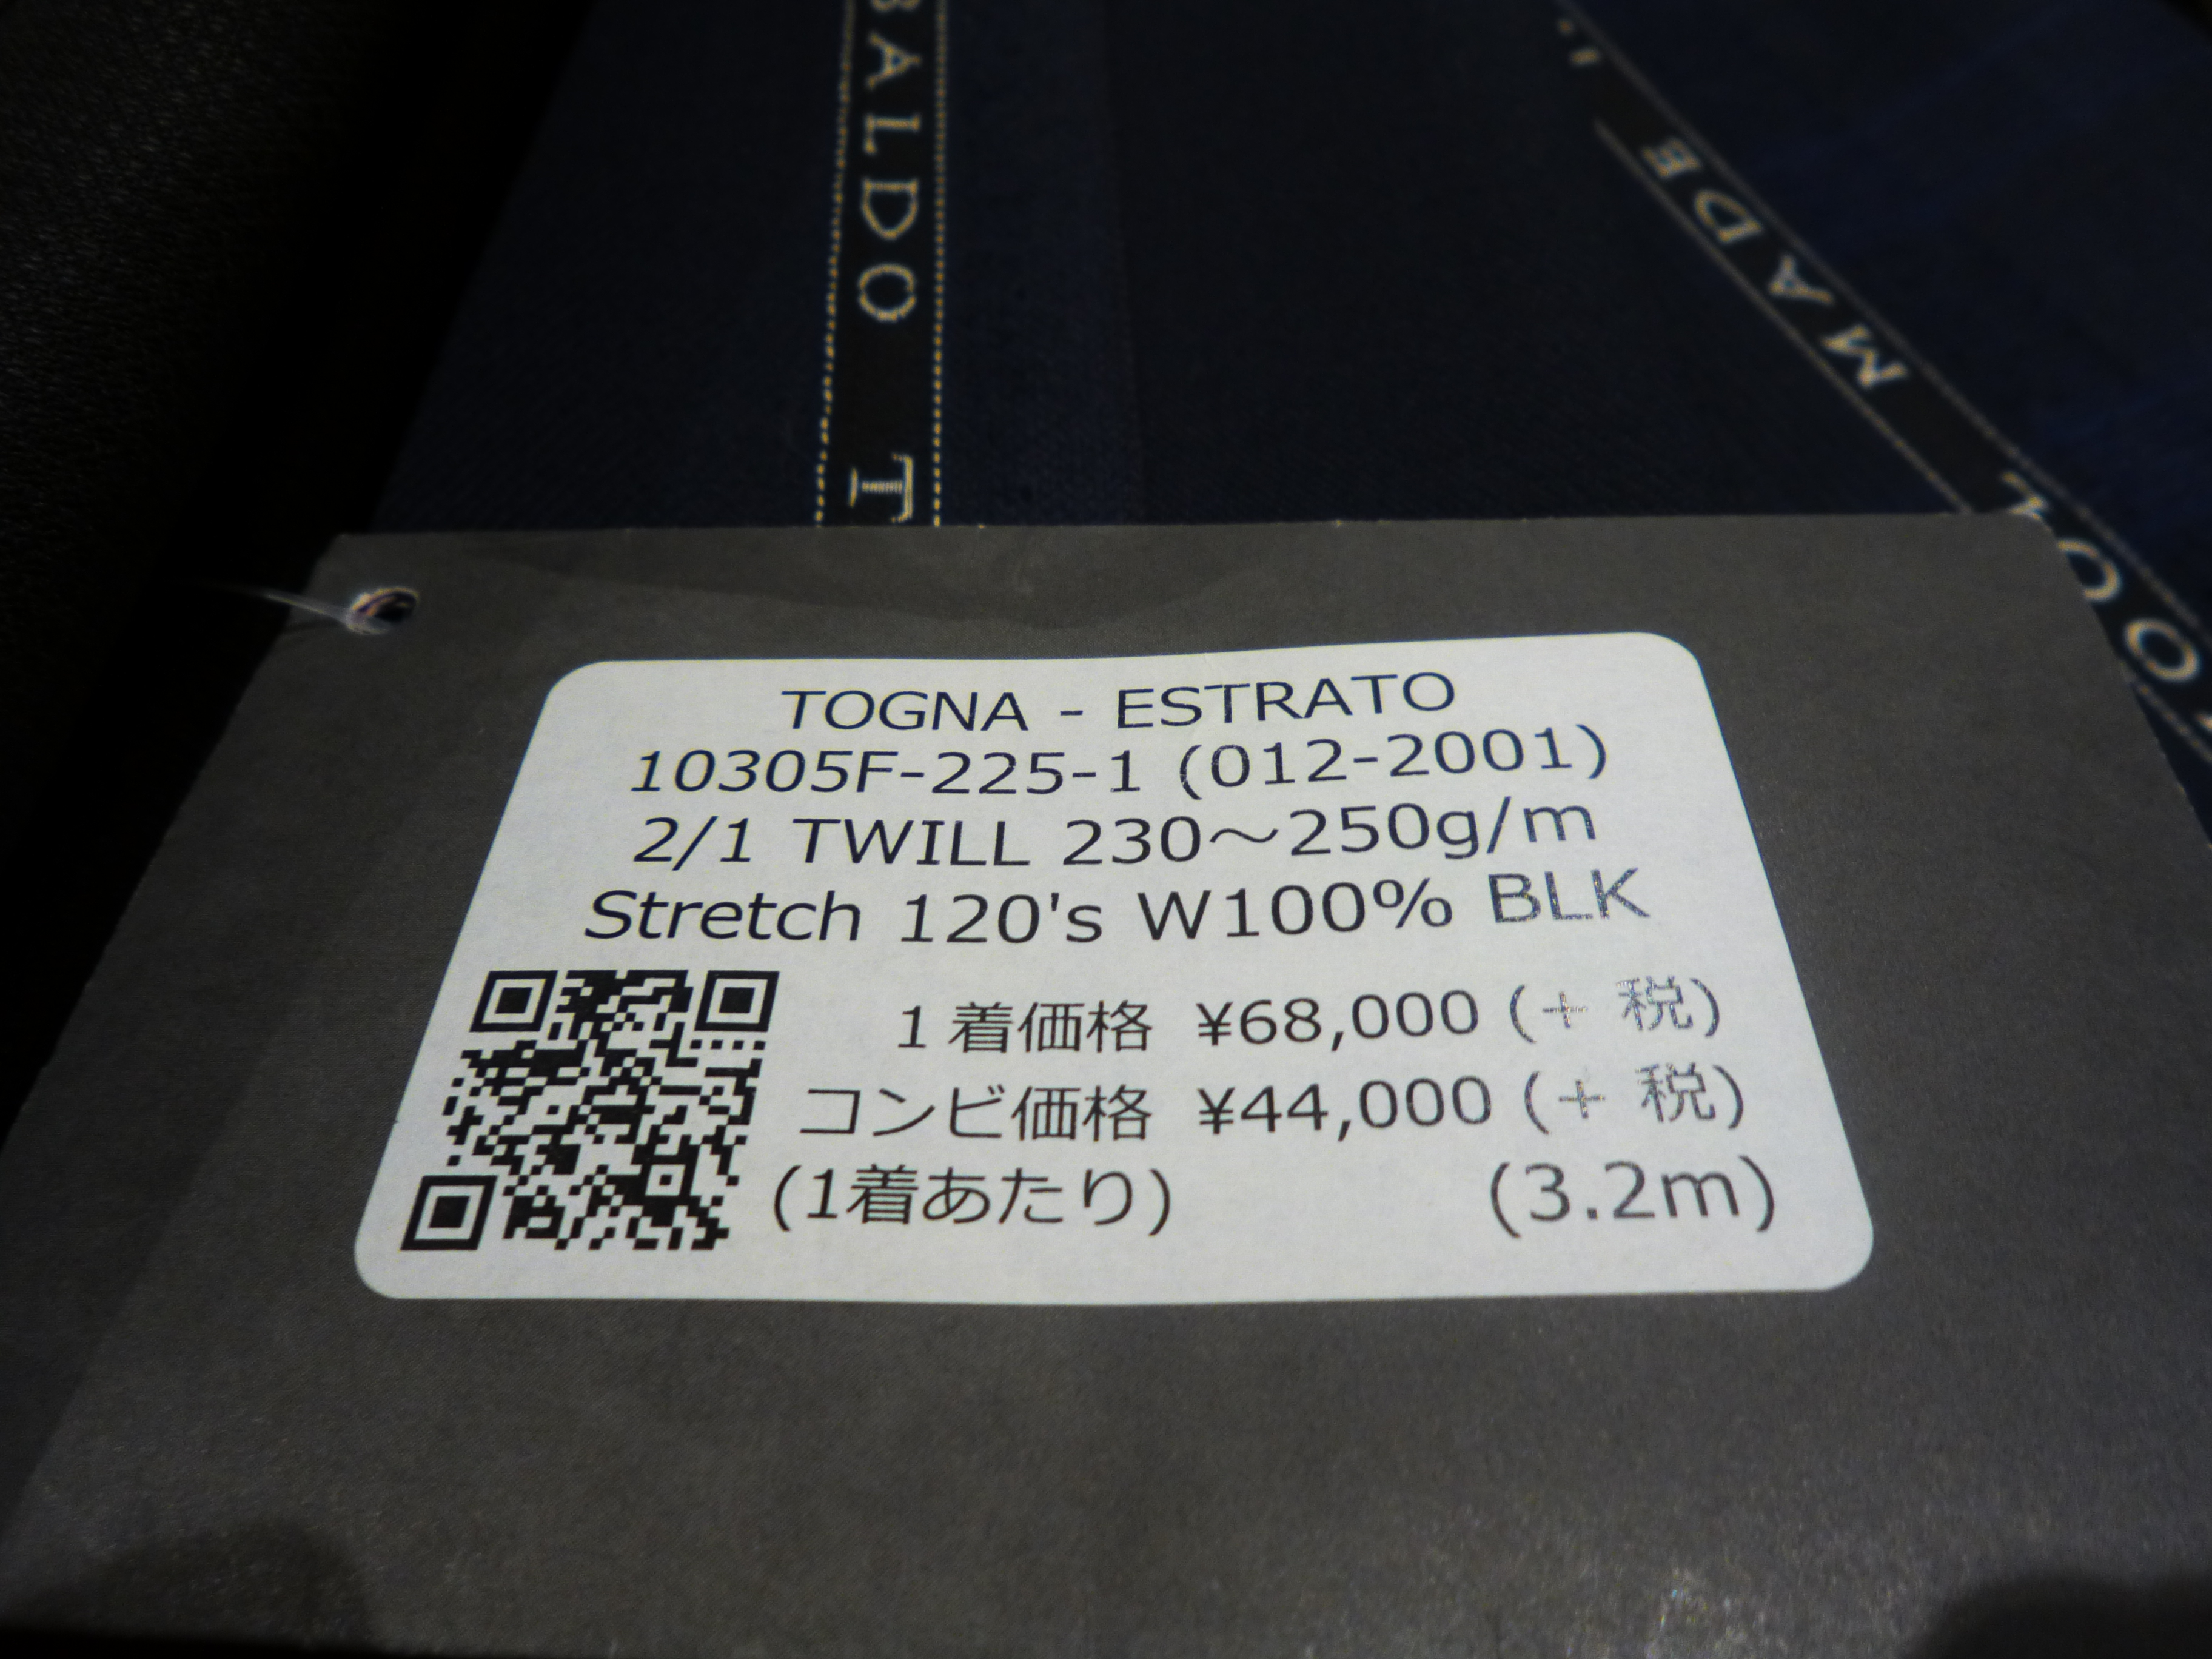 BALDO T
MADE
TOGNA - ESTRATO
10305F-225-1 (012-2001)
2/1 TWILL 230～250g/m
Stretch 120's W100% BLK
1着価格 ¥68,000 (+ 税)
コンビ価格 ¥44,000 (+ 税)
(1着あたり) (3.2m)